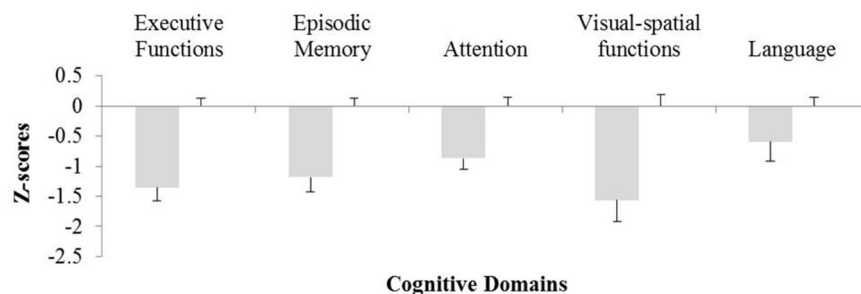 Executive Functions
Episodic Memory
Attention
Visual-spatial functions
Language
0.5
0
-0.5
-1
-1.5
-2
-2.5
Z-scores
Cognitive Domains